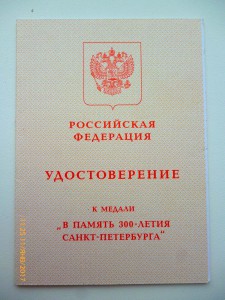 РОССИЙСКАЯ
ФЕДЕРАЦИЯ
УДОСТОВЕРЕНИЕ
К МЕДАЛИ
„В ПАМЯТЬ 300-ЛЕТИЯ
САНКТ-ПЕТЕРБУРГА“